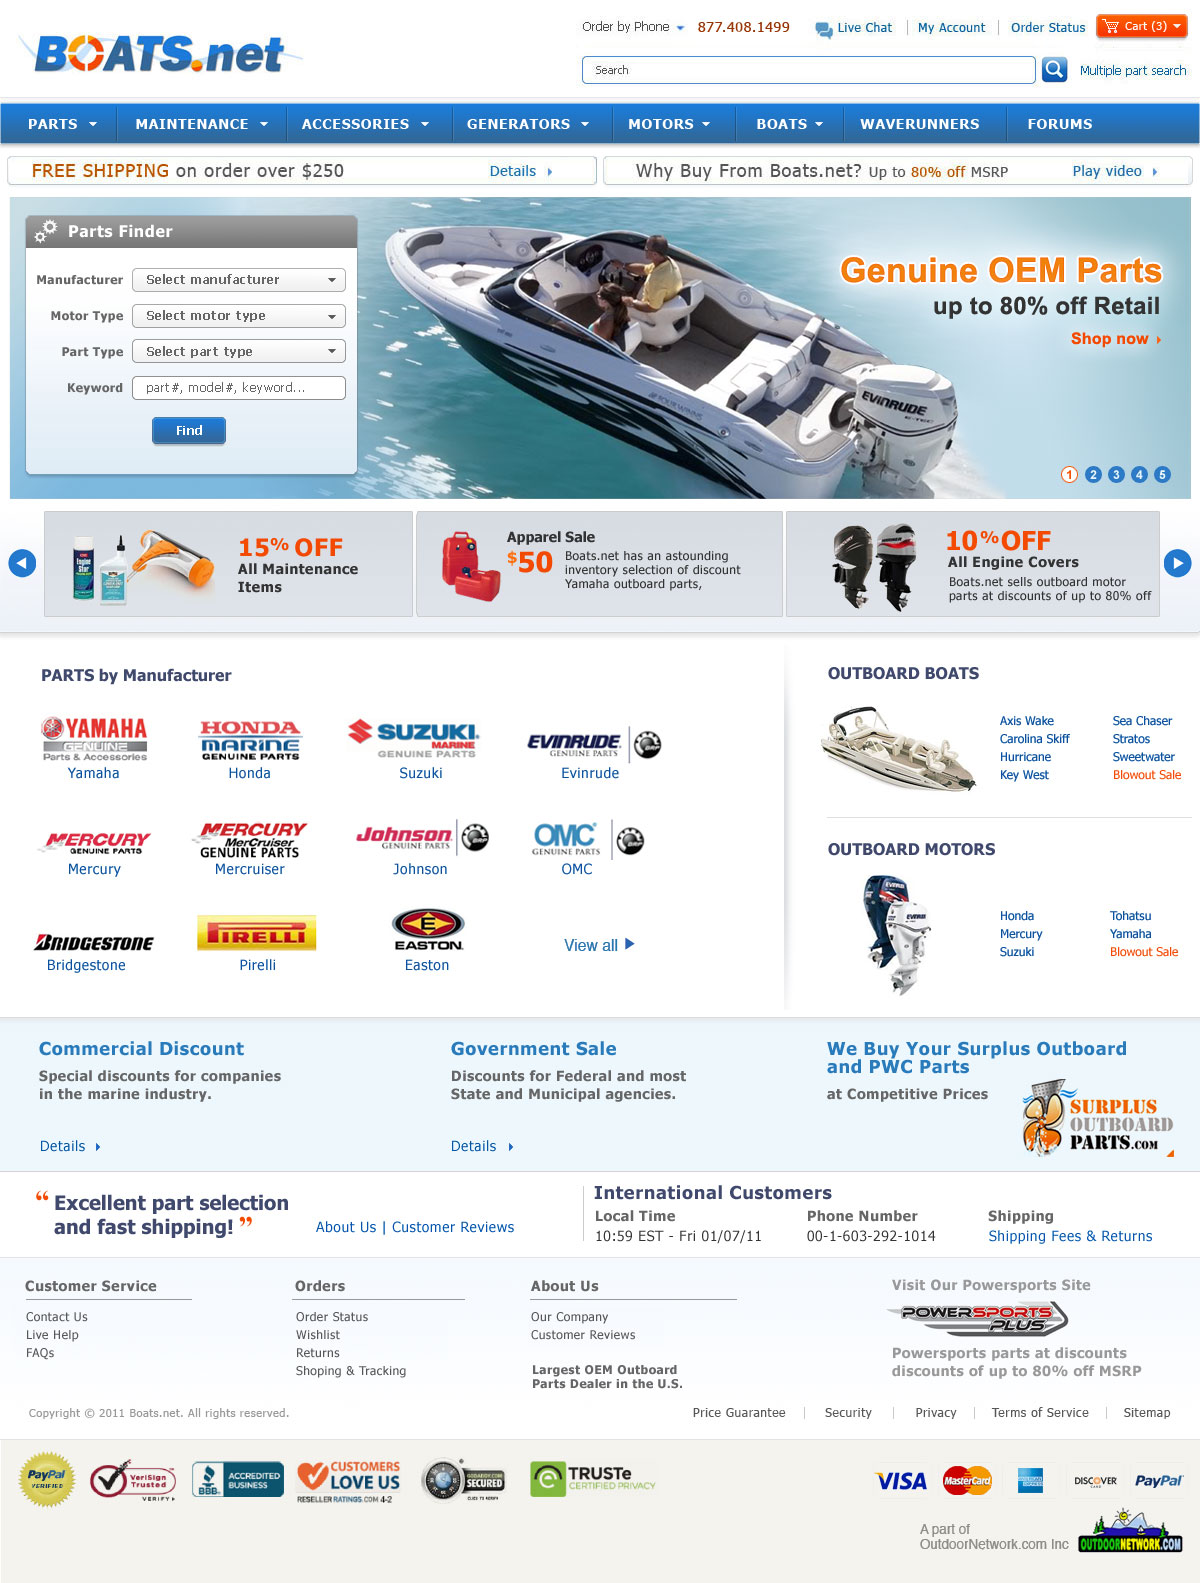 Order by Phone 877.408.1499 Live Chat My Account Order Status Cart (3)
BOATS.net
Search Multiple part search
PARTS MAINTENANCE ACCESSORIES GENERATORS MOTORS BOATS WAVERUNNERS FORUMS
FREE SHIPPING on order over $250 Details
Why Buy From Boats.net? Up to 80% off MSRP Play video
Parts Finder
Manufacturer Select manufacturer
Motor Type Select motor type
Part Type Select part type
Keyword part#, model#, keyword...
Find
Genuine OEM Parts
up to 80% off Retail
Shop now
EVINRUDE
E-TEC
1 2 3 4 5
15% OFF
All Maintenance
Items
Apparel Sale
$50
Boats.net has an astounding
inventory selection of discount
Yamaha outboard parts,
10%OFF
All Engine Covers
Boats.net sells outboard motor
parts at discounts of up to 80% off
PARTS by Manufacturer
YAMAHA
GENUINE
Parts & Accessories
Yamaha
HONDA
MARINE
GENUINE PARTS
Honda
SUZUKI
MARINE
GENUINE PARTS
Suzuki
EVINRUDE
GENUINE PARTS
BRP
Evinrude
MERCURY
GENUINE PARTS
Mercury
MERCURY
MerCruiser
GENUINE PARTS
Mercruiser
Johnson
GENUINE PARTS
BRP
Johnson
OMC
GENUINE PARTS
BRP
OMC
BRIDGESTONE
Bridgestone
PIRELLI
Pirelli
E
EASTON
Easton
View all
OUTBOARD BOATS
Axis Wake
Carolina Skiff
Hurricane
Key West
Sea Chaser
Stratos
Sweetwater
Blowout Sale
OUTBOARD MOTORS
Honda
Mercury
Suzuki
Tohatsu
Yamaha
Blowout Sale
Commercial Discount
Special discounts for companies
in the marine industry.
Details
Government Sale
Discounts for Federal and most
State and Municipal agencies.
Details
We Buy Your Surplus Outboard
and PWC Parts
at Competitive Prices
SURPLUS
OUTBOARD
PARTS.COM
“ Excellent part selection
and fast shipping! ”
About Us | Customer Reviews
International Customers
Local Time Phone Number Shipping
10:59 EST - Fri 01/07/11 00-1-603-292-1014 Shipping Fees & Returns
Customer Service
Contact Us
Live Help
FAQs
Orders
Order Status
Wishlist
Returns
Shoping & Tracking
About Us
Our Company
Customer Reviews
Largest OEM Outboard
Parts Dealer in the U.S.
Visit Our Powersports Site
POWERSPORTS
PLUS
Powersports parts at discounts
discounts of up to 80% off MSRP
Copyright © 2011 Boats.net. All rights reserved.
Price Guarantee Security Privacy Terms of Service Sitemap
PayPal
VERIFIED
VeriSign
Trusted
VERIFY
BBB.
ACCREDITED
BUSINESS
CUSTOMERS
LOVE US
RESELLER RATINGS.COM 4-2
GODADDY.COM
SECURED
CLICK TO VERIFY
TRUSTe
CERTIFIED PRIVACY
VISA
MasterCard
AMERICAN EXPRESS
DISCOVER
CARD
PayPal
A part of
OutdoorNetwork.com Inc
OUTDOORNETWORK.COM